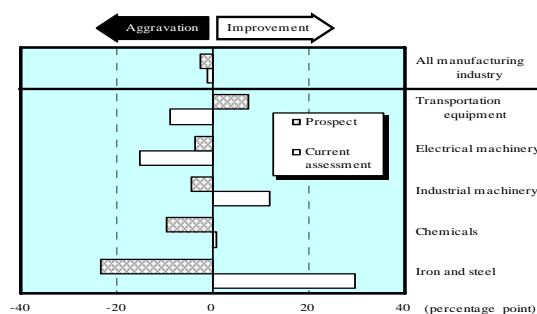 Aggravation Improvement
All manufacturing
industry
Transportation
equipment
Prospect
Current
assessment
Electrical machinery
Industrial machinery
Chemicals
Iron and steel
-40 -20 0 20 40 (percentage point)